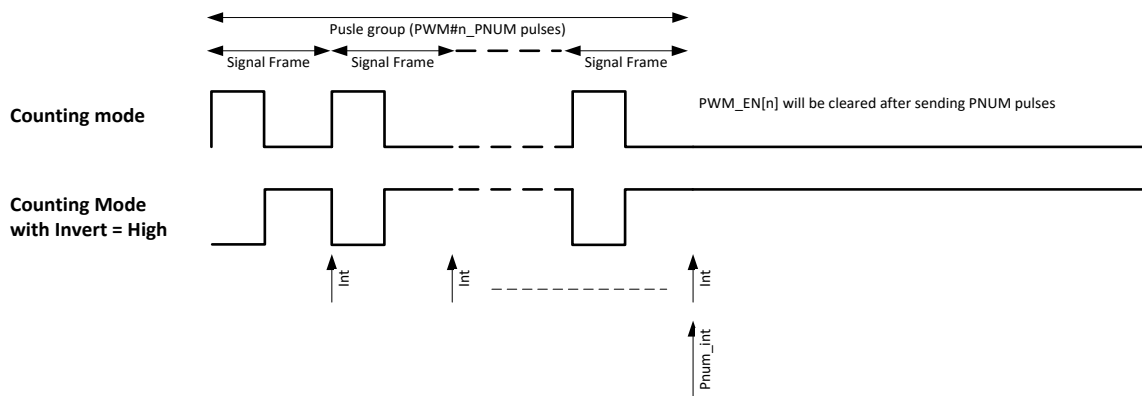 Pusle group (PWM#n_PNUM pulses)
Signal Frame
Signal Frame
Signal Frame
Counting mode
PWM_EN[n] will be cleared after sending PNUM pulses
Counting Mode
with Invert = High
Int
Int
Int
Pnum_int